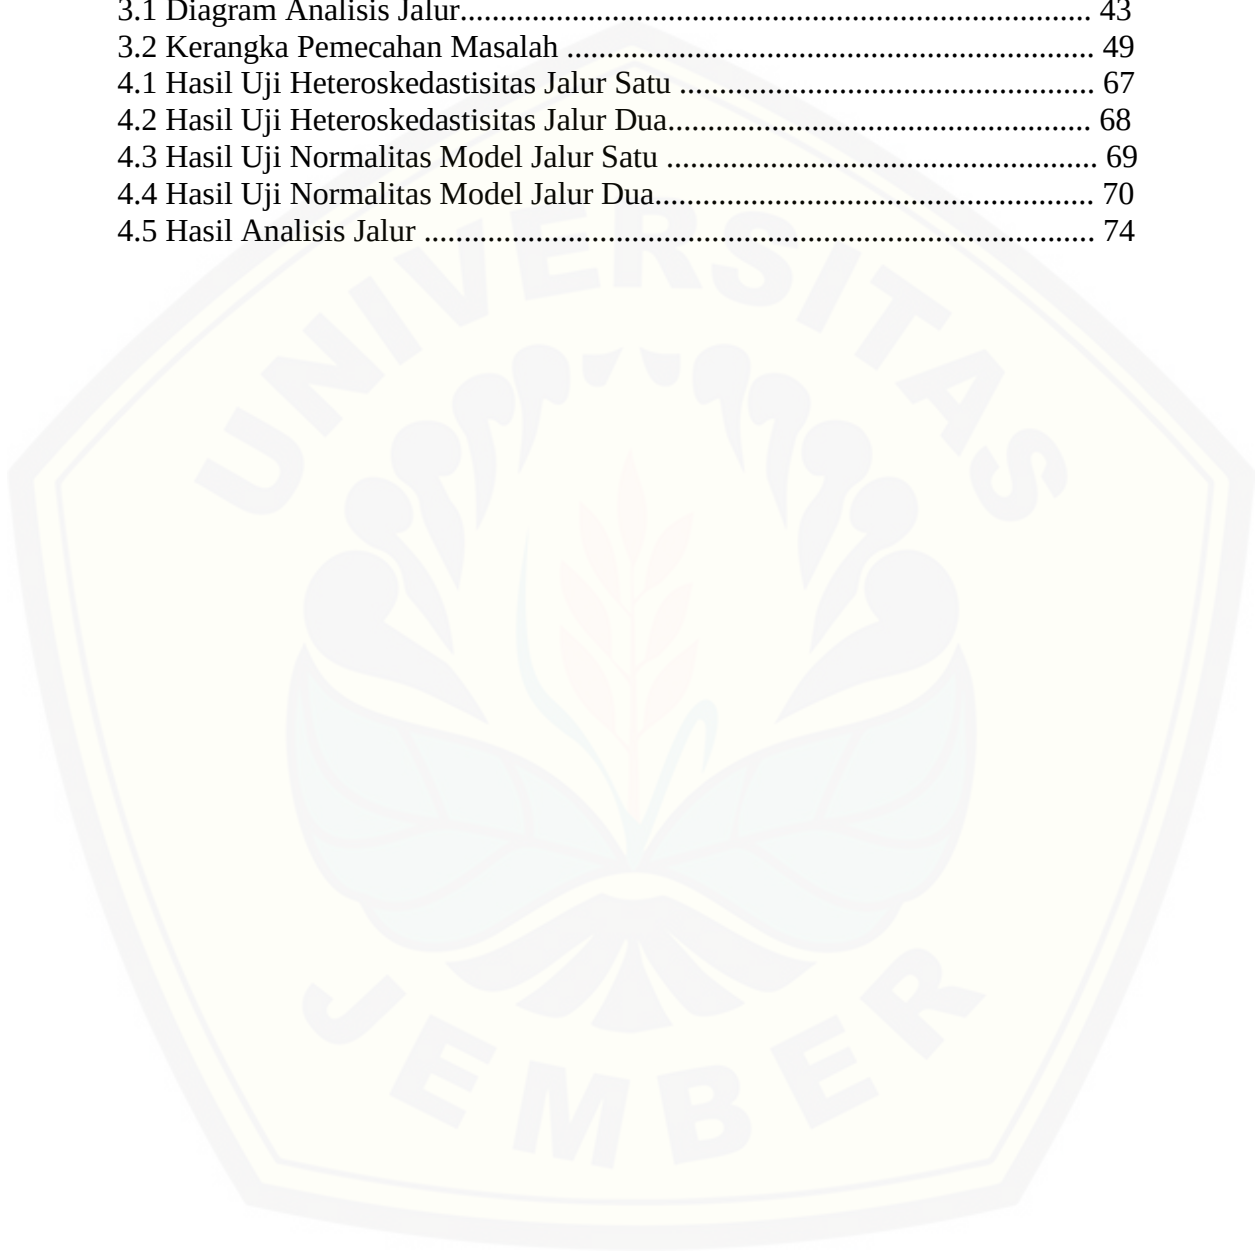 3.1 Diagram Analisis Jalur............................................................................... 43
3.2 Kerangka Pemecahan Masalah .................................................................. 49
4.1 Hasil Uji Heteroskedastisitas Jalur Satu .................................................... 67
4.2 Hasil Uji Heteroskedastisitas Jalur Dua..................................................... 68
4.3 Hasil Uji Normalitas Model Jalur Satu ...................................................... 69
4.4 Hasil Uji Normalitas Model Jalur Dua....................................................... 70
4.5 Hasil Analisis Jalur .................................................................................... 74
UNIVERSITAS
JEMBER